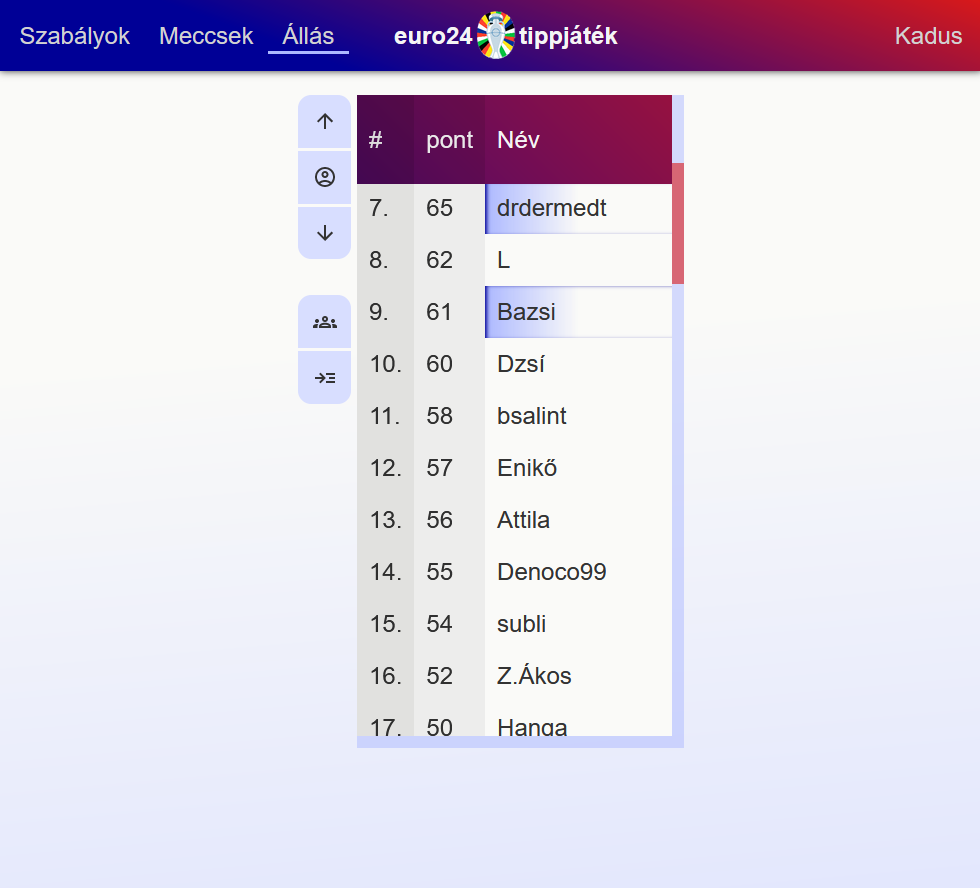 Szabályok Meccsek Állás euro24 tippjáték Kadus
# pont Név
7. 65 drdermedt
8. 62 L
9. 61 Bazsi
10. 60 Dzsí
11. 58 bsalint
12. 57 Enikő
13. 56 Attila
14. 55 Denoco99
15. 54 subli
16. 52 Z.Ákos
17. 50 Hanga